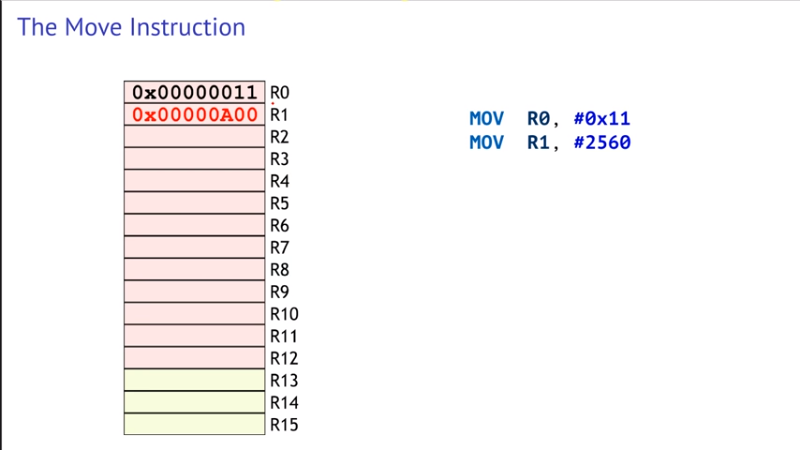 The Move Instruction
0x00000011 R0
0x00000A00 R1
R2
R3
R4
R5
R6
R7
R8
R9
R10
R11
R12
R13
R14
R15
MOV R0, #0x11
MOV R1, #2560